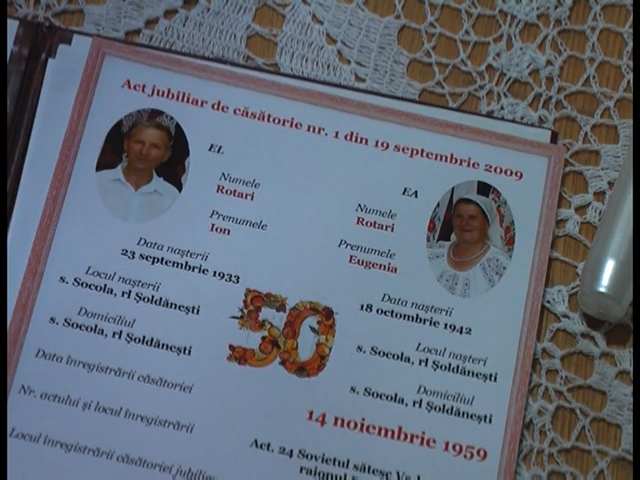 Act jubiliar de căsătorie nr. 1 din 19 septembrie 2009
EL
Numele
Rotari
Prenumele
Ion
Data nașterii
23 septembrie 1933
Locul nașterii
s. Socola, rl Șoldănești
Domiciliul
s. Socola, rl Șoldănești
EA
Numele
Rotari
Prenumele
Eugenia
Data nașterii
18 octombrie 1942
Locul nașteri
s. Socola, rl Șoldănești
Domiciliul
s. Socola, rl Șoldănești
50
Data înregistrării căsătoriei
14 noiembrie 1959
Nr. actului și locul înregistrării
Act. 24 Sovietul sătesc
raionul
Locul înregistrării căsătoriei